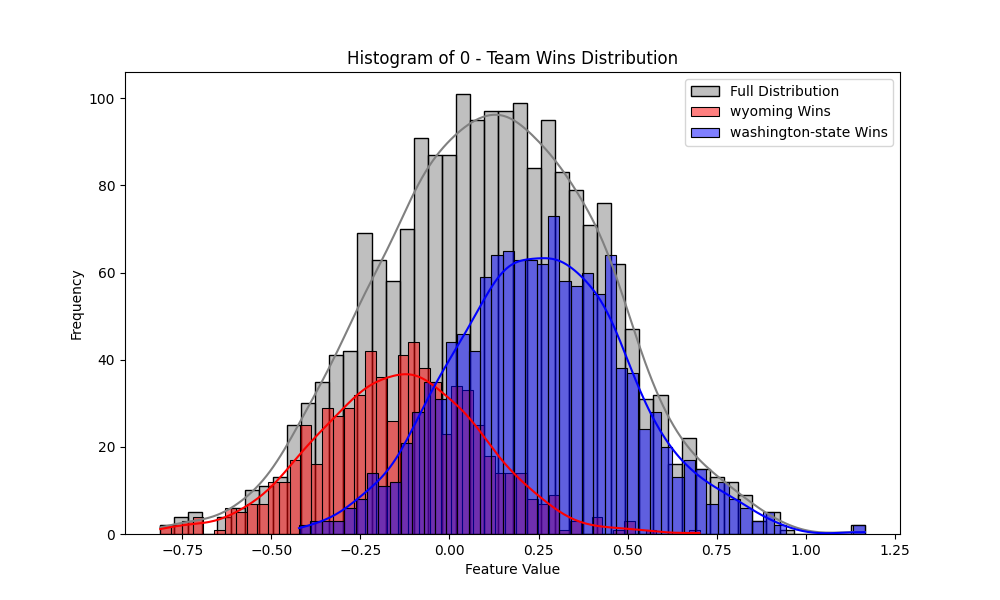 Histogram of 0 - Team Wins Distribution
Full Distribution
wyoming Wins
washington-state Wins
Frequency
100
80
60
40
20
0
−0.75 −0.50 −0.25 0.00 0.25 0.50 0.75 1.00 1.25
Feature Value